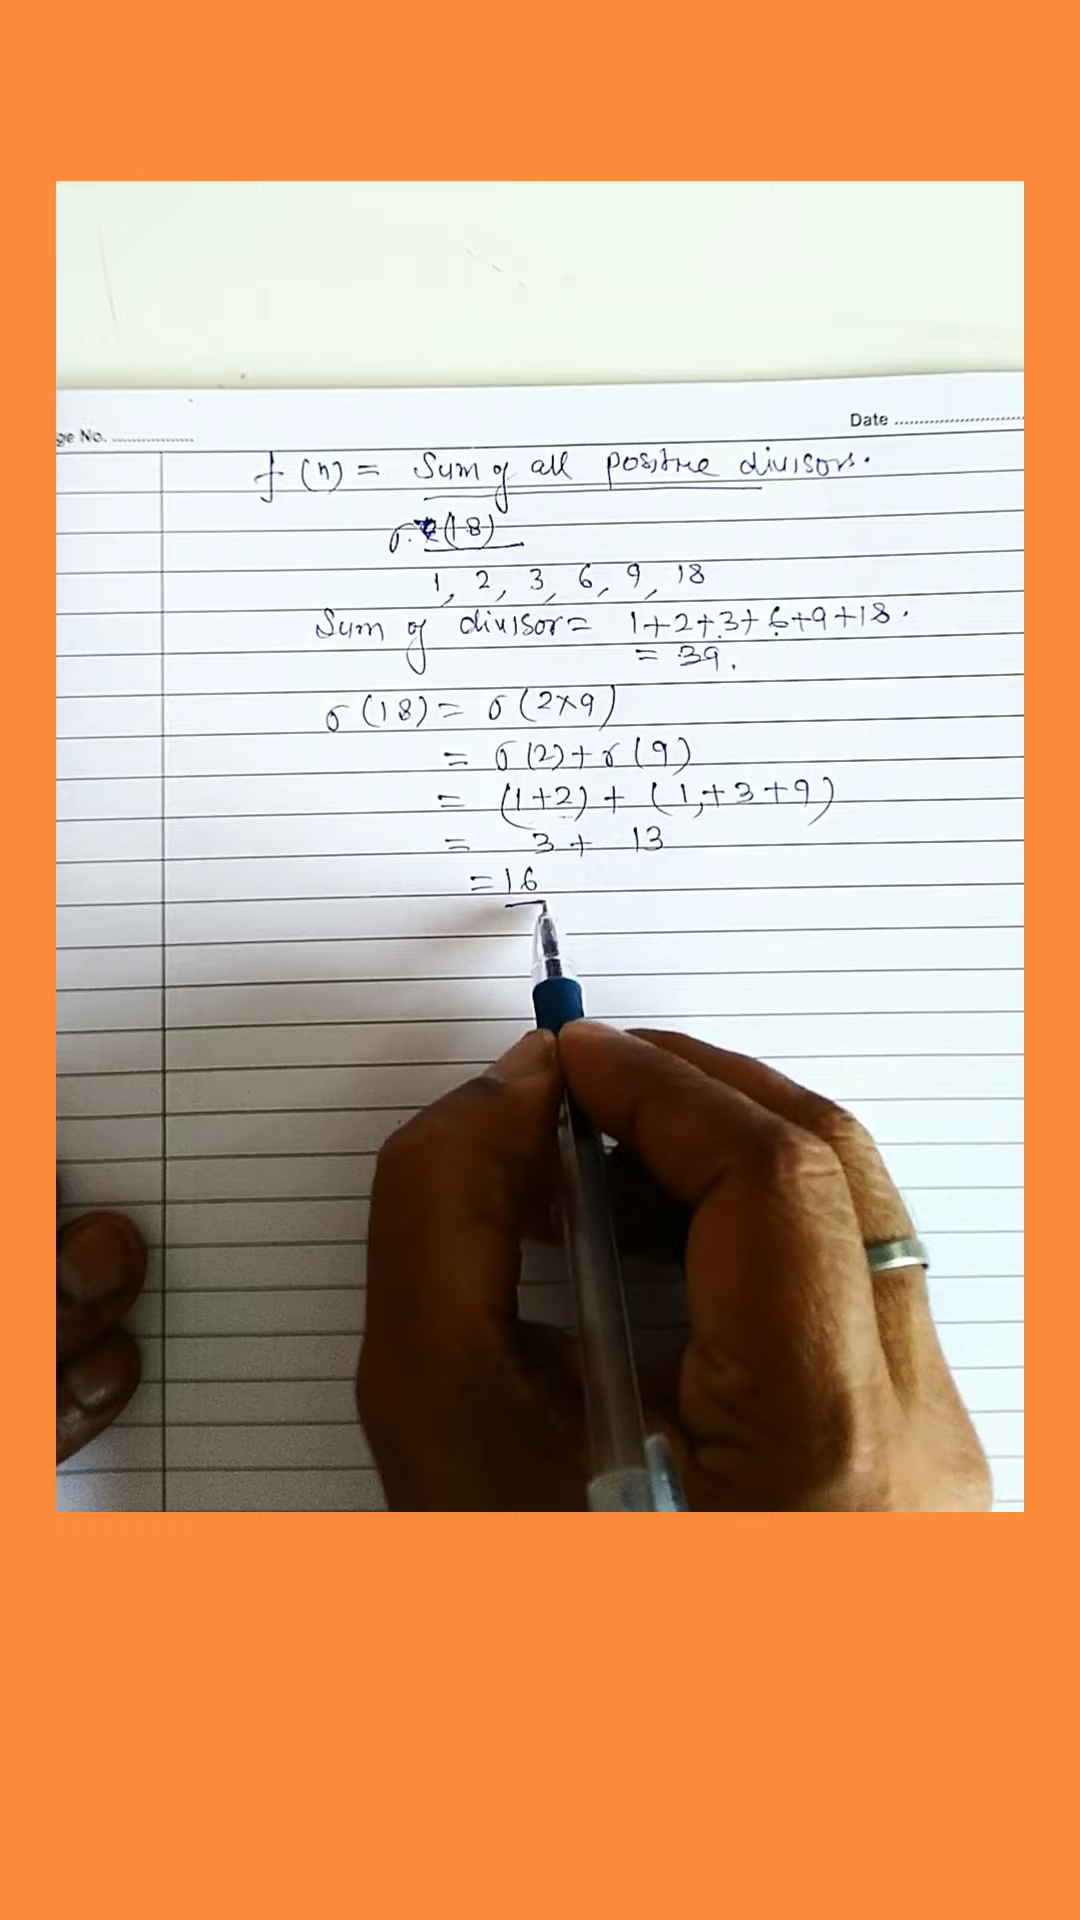 ge No. ..................
Date ..............................
f (n) = Sum of all positive divisors.
σ (18)
1, 2, 3, 6, 9, 18
Sum of divisor = 1+2+3+6+9+18.
= 39.
σ (18) = σ (2×9)
= σ (2) + σ (9)
= (1+2) + (1+3+9)
= 3 + 13
= 16